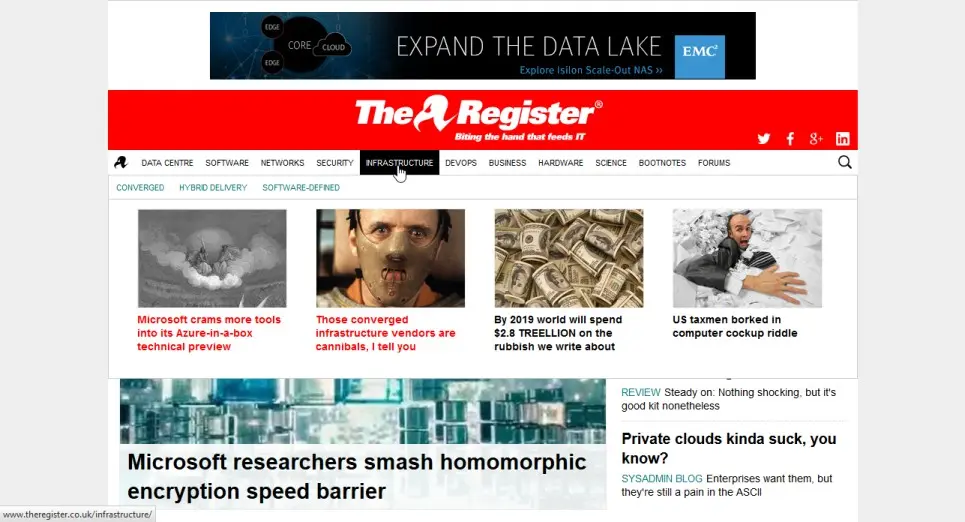 EDGE
CORE
CLOUD
EDGE
EXPAND THE DATA LAKE
Explore Isilon Scale-Out NAS >>
EMC²
The Register®
Biting the hand that feeds IT
DATA CENTRE SOFTWARE NETWORKS SECURITY INFRASTRUCTURE DEVOPS BUSINESS HARDWARE SCIENCE BOOTNOTES FORUMS
CONVERGED HYBRID DELIVERY SOFTWARE-DEFINED
Microsoft crams more tools
into its Azure-in-a-box
technical preview
Those converged
infrastructure vendors are
cannibals, I tell you
By 2019 world will spend
$2.8 TREELLION on the
rubbish we write about
US taxmen borked in
computer cockup riddle
REVIEW Steady on: Nothing shocking, but it's
good kit nonetheless
Private clouds kinda suck, you
know?
SYSADMIN BLOG Enterprises want them, but
they're still a pain in the ASCII
Microsoft researchers smash homomorphic
encryption speed barrier
www.theregister.co.uk/infrastructure/